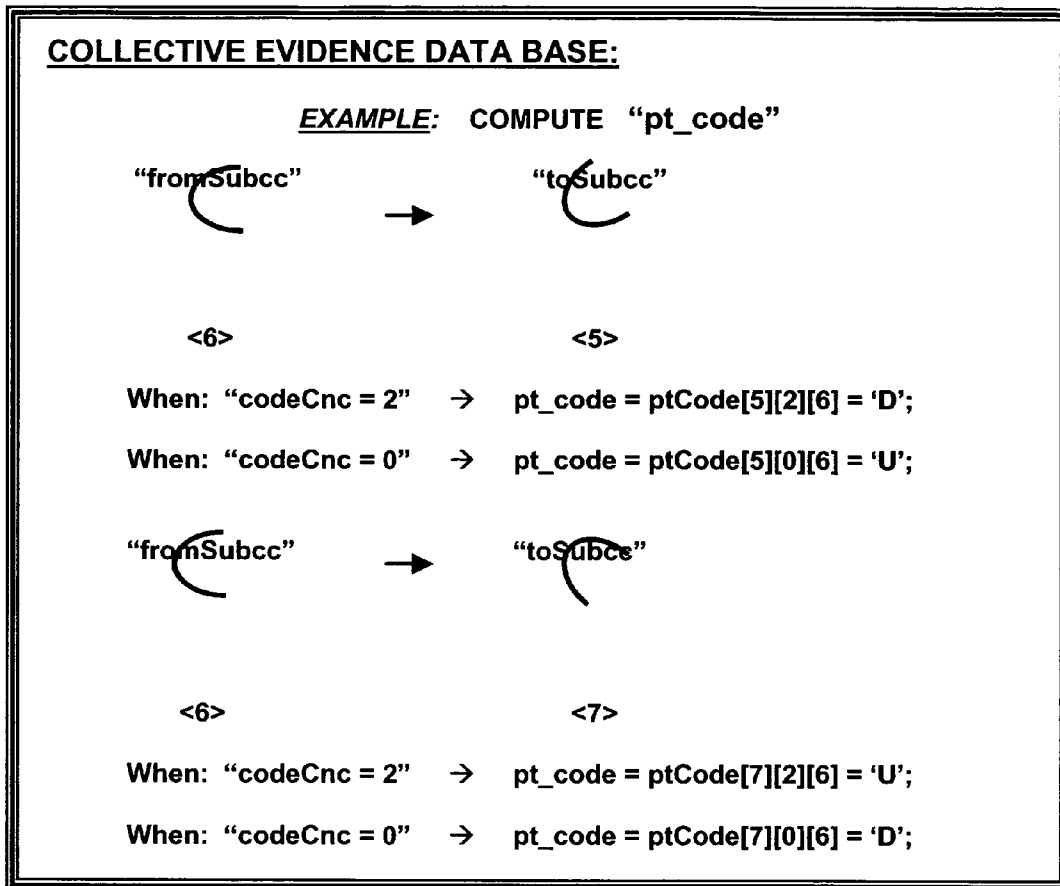 COLLECTIVE EVIDENCE DATA BASE:
EXAMPLE: COMPUTE “pt_code”
“fromSubcc” → “toSubcc”
<6> <5>
When: “codeCnc = 2” → pt_code = ptCode[5][2][6] = ‘D’;
When: “codeCnc = 0” → pt_code = ptCode[5][0][6] = ‘U’;
“fromSubcc” → “toSubcc”
<6> <7>
When: “codeCnc = 2” → pt_code = ptCode[7][2][6] = ‘U’;
When: “codeCnc = 0” → pt_code = ptCode[7][0][6] = ‘D’;